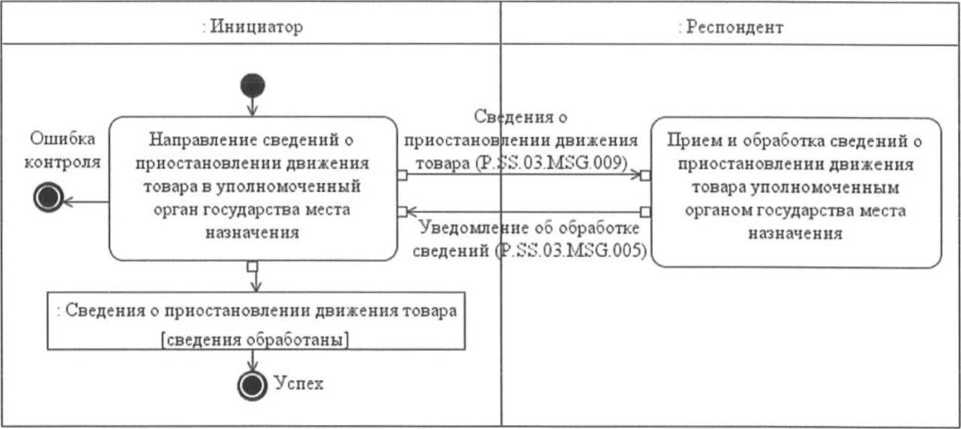 : Инициатор
: Респондент
Ошибка
контроля
Направление сведений о
приостановлении движения
товара в уполномоченный
орган государства места
назначения
Сведения о
приостановлении движения
товара (P.SS.03.MSG.009)
Уведомление об обработке
сведений (P.SS.03.MSG.005)
Прием и обработка сведений о
приостановлении движения
товара уполномоченным
органом государства места
назначения
: Сведения о приостановлении движения товара
[сведения обработаны]
Успех